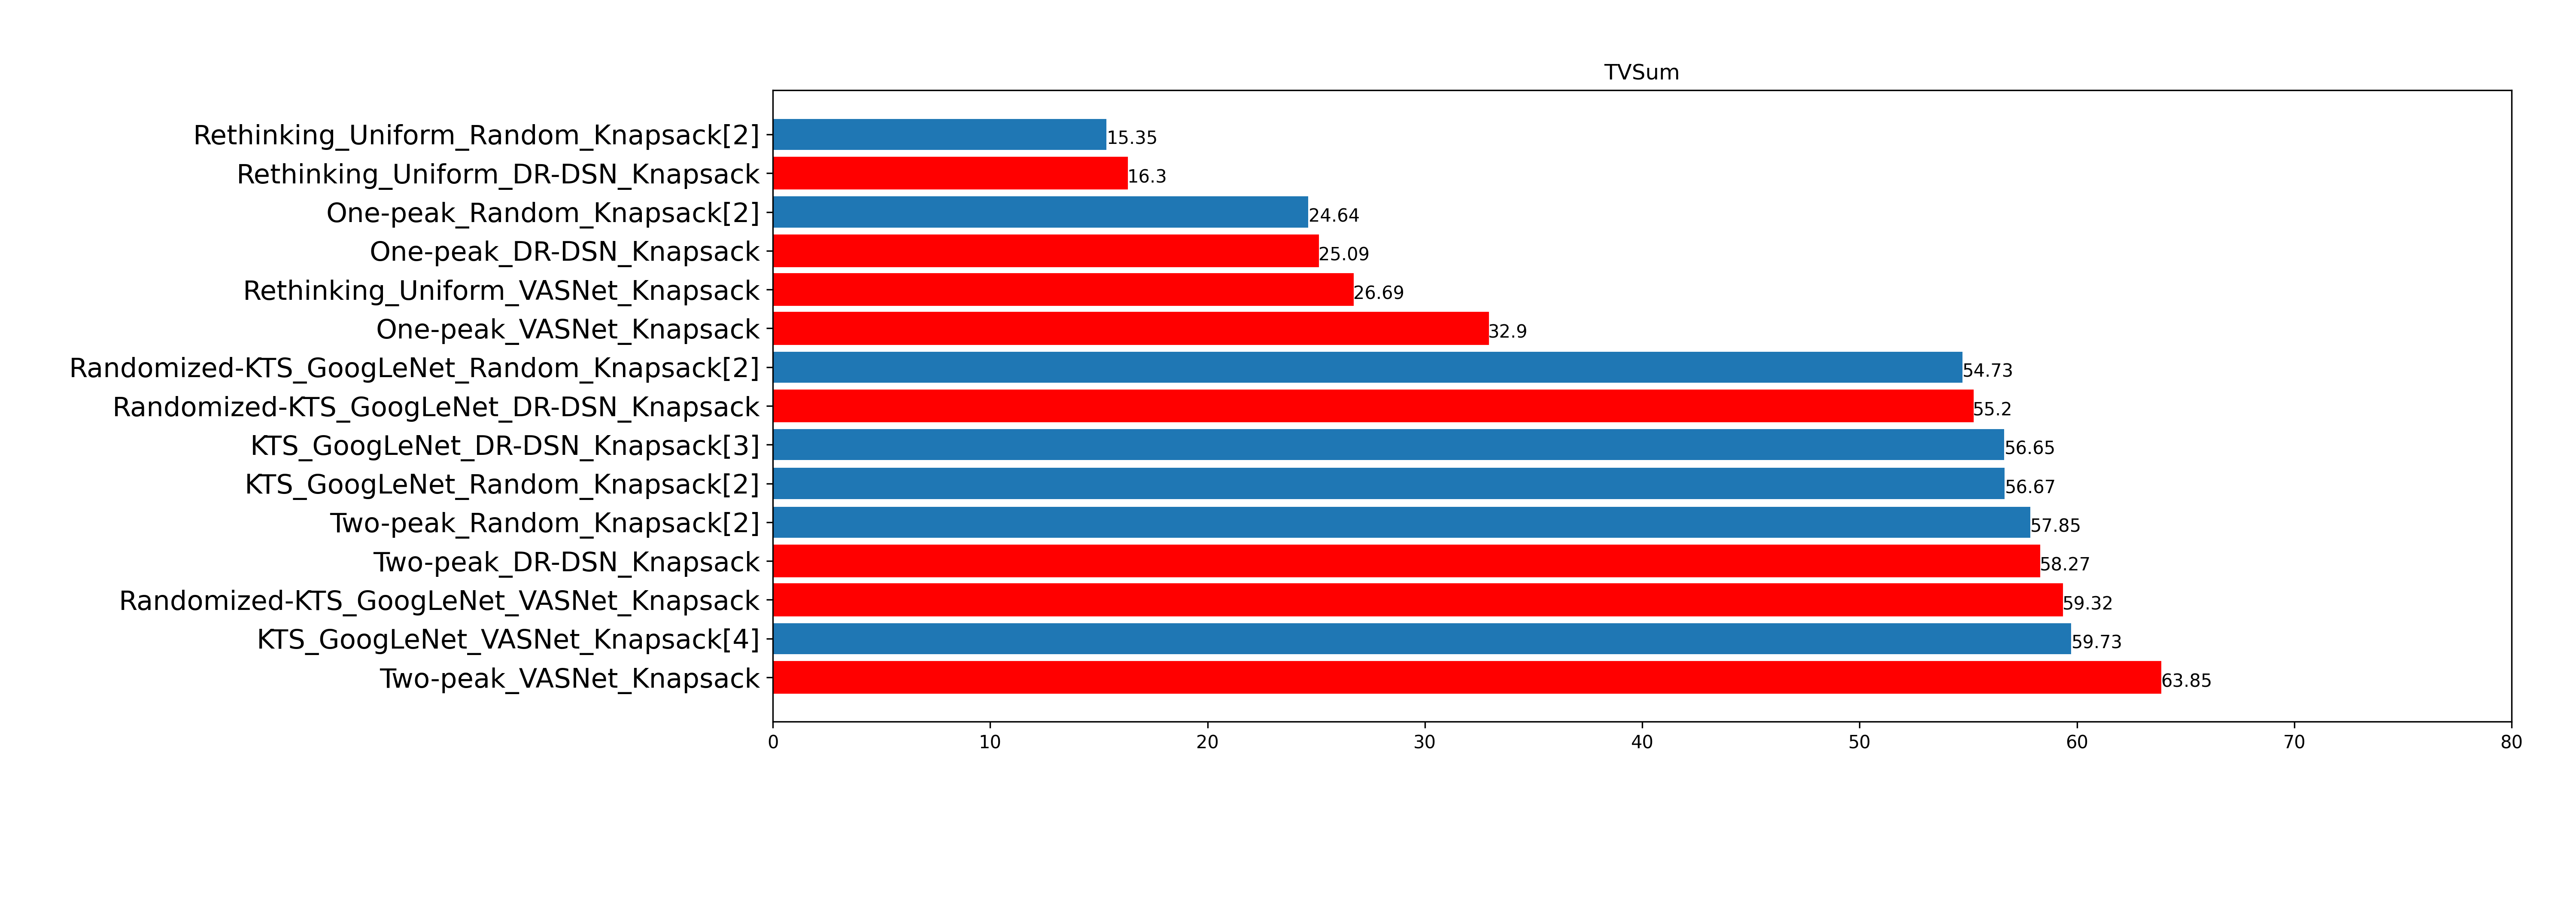 TVSum
Rethinking_Uniform_Random_Knapsack[2] 15.35
Rethinking_Uniform_DR-DSN_Knapsack 16.3
One-peak_Random_Knapsack[2] 24.64
One-peak_DR-DSN_Knapsack 25.09
Rethinking_Uniform_VASNet_Knapsack 26.69
One-peak_VASNet_Knapsack 32.9
Randomized-KTS_GoogLeNet_Random_Knapsack[2] 54.73
Randomized-KTS_GoogLeNet_DR-DSN_Knapsack 55.2
KTS_GoogLeNet_DR-DSN_Knapsack[3] 56.65
KTS_GoogLeNet_Random_Knapsack[2] 56.67
Two-peak_Random_Knapsack[2] 57.85
Two-peak_DR-DSN_Knapsack 58.27
Randomized-KTS_GoogLeNet_VASNet_Knapsack 59.32
KTS_GoogLeNet_VASNet_Knapsack[4] 59.73
Two-peak_VASNet_Knapsack 63.85
0 10 20 30 40 50 60 70 80